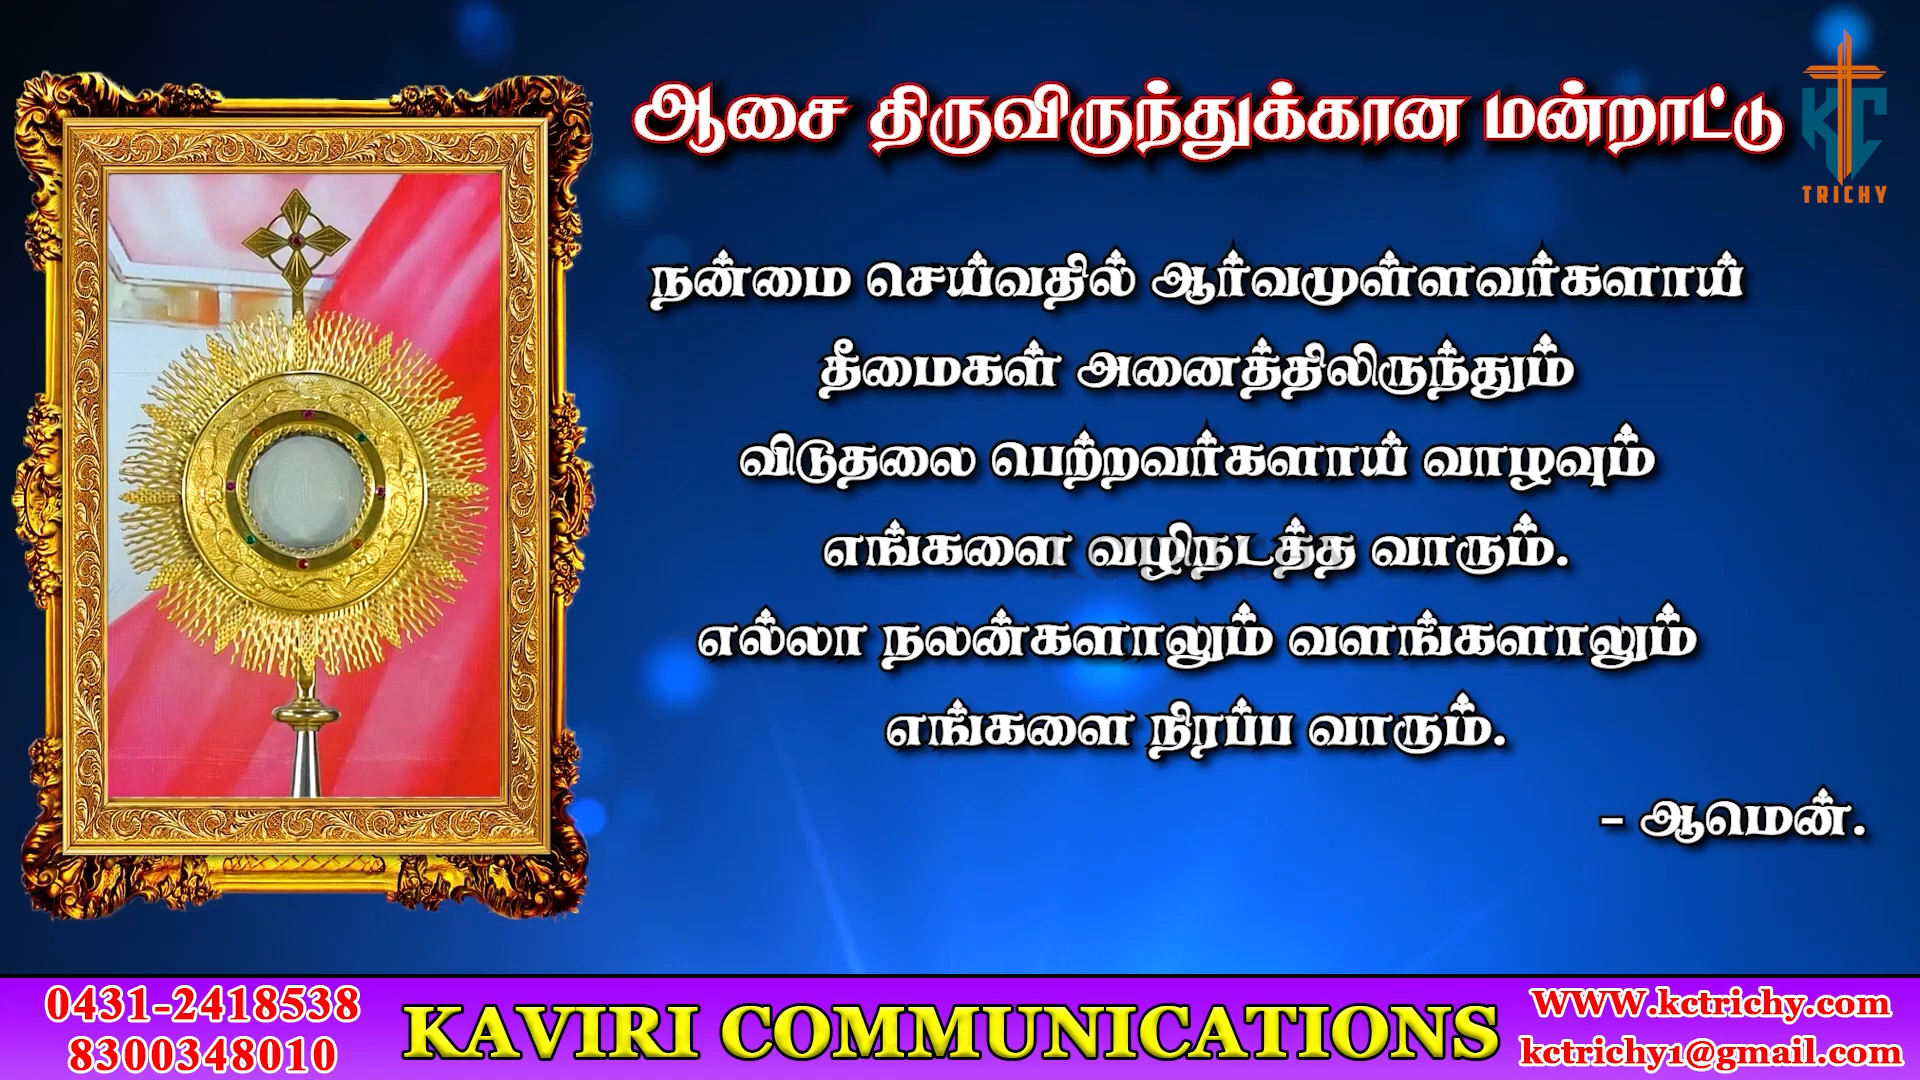 ஆசை திருவிருந்துக்கான மன்றாட்டு
KC
TRICHY
நன்மை செய்வதில் ஆர்வமுள்ளவர்களாய்
தீமைகள் அனைத்திலிருந்தும்
விடுதலை பெற்றவர்களாய் வாழவும்
எங்களை வழிநடத்த வாரும்.
எல்லா நலன்களாலும் வளங்களாலும்
எங்களை நிரப்ப வாரும்.
- ஆமென்.
0431-2418538
8300348010
KAVIRI COMMUNICATIONS
WWW.kctrichy.com
kctrichy1@gmail.com